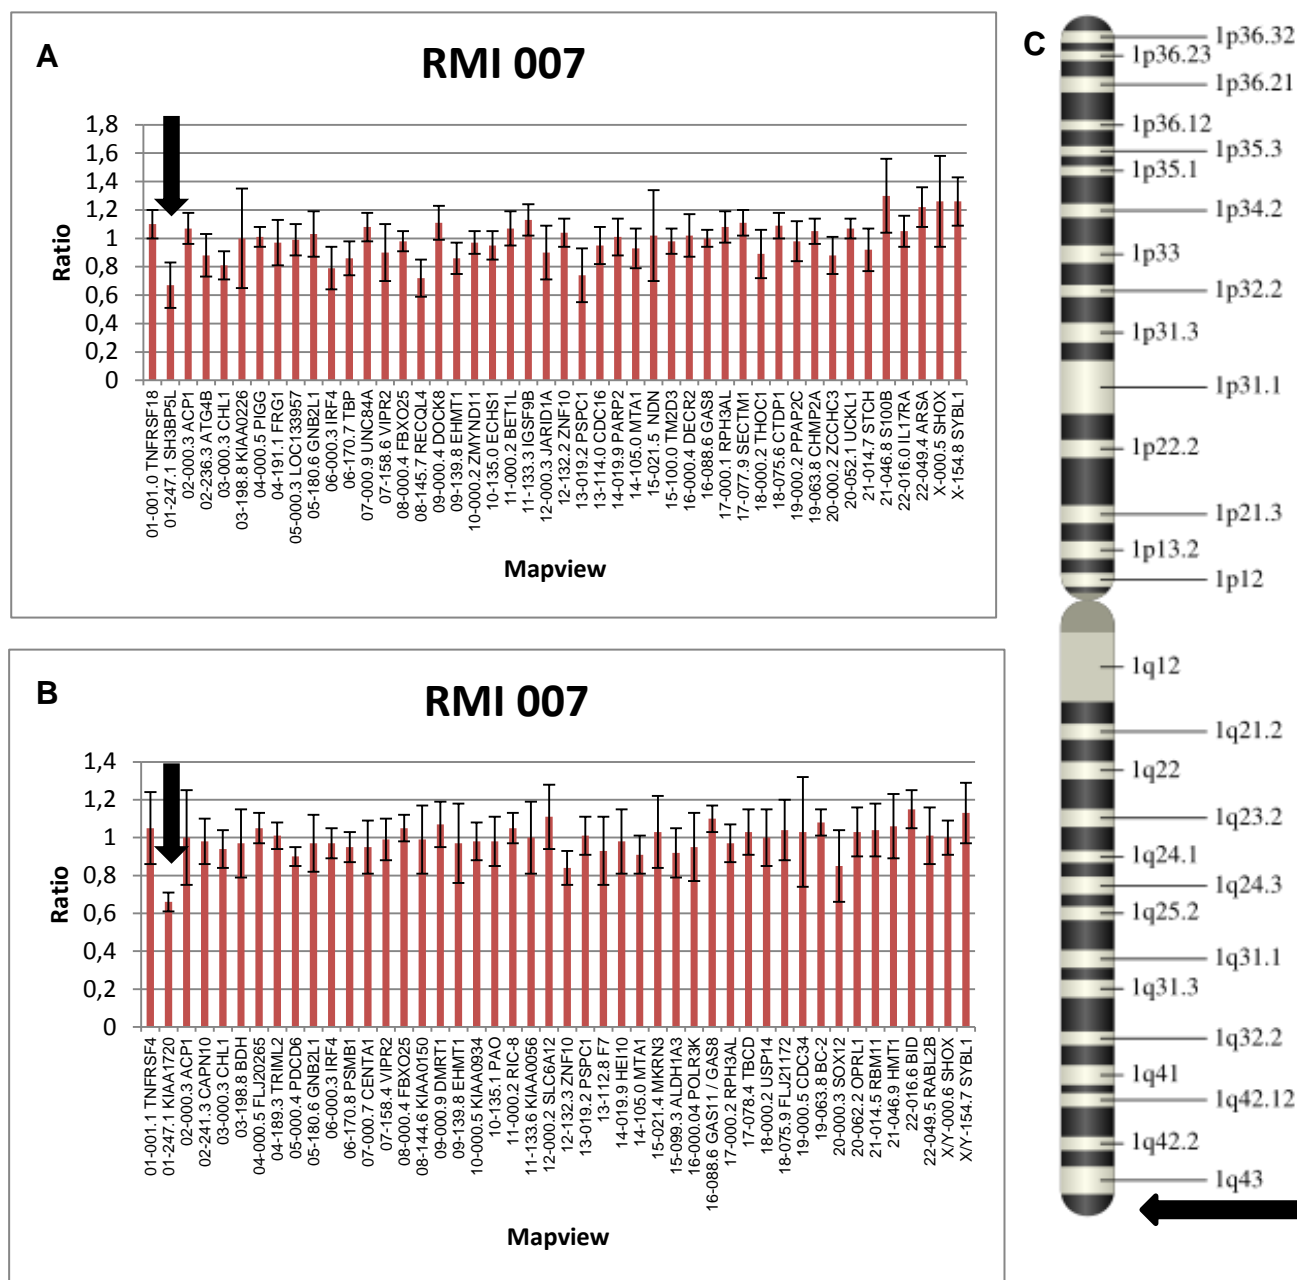 A
RMI 007
Ratio
1,8
1,6
1,4
1,2
1
0,8
0,6
0,4
0,2
0
01-001.0 TNFRSF18
01-247.1 SH3BP5L
02-000.3 ACP1
02-236.3 ATG4B
03-000.3 CHL1
03-198.8 KIAA0226
04-000.5 PIGG
04-191.1 FRG1
05-000.3 LOC133957
05-180.6 GNB2L1
06-000.3 IRF4
06-170.7 TBP
07-000.9 UNC84A
07-158.6 VIPR2
08-000.4 FBXO25
08-145.7 RECQL4
09-000.4 DOCK8
09-139.8 EHMT1
10-000.2 ZMYND11
10-135.0 ECHS1
11-000.2 BET1L
11-133.3 IGSF9B
12-000.3 JARID1A
12-132.2 ZNF10
13-019.2 PSPC1
13-114.0 CDC16
14-019.9 PARP2
14-105.0 MTA1
15-021.5 NDN
15-100.0 TM2D3
16-000.4 DECR2
16-088.6 GAS8
17-000.1 RPH3AL
17-077.9 SECTM1
18-000.2 THOC1
18-075.6 CTDP1
19-000.2 PPAP2C
19-063.8 CHMP2A
20-000.2 ZCCHC3
20-052.1 UCKL1
21-014.7 STCH
21-046.8 S100B
22-016.0 IL17RA
22-049.4 ARSA
X-000.5 SHOX
X-154.8 SYBL1
Mapview
B
RMI 007
Ratio
1,4
1,2
1
0,8
0,6
0,4
0,2
0
01-001.1 TNFRSF4
01-247.1 KIAA1720
02-000.3 ACP1
02-241.3 CAPN10
03-000.3 CHL1
03-198.8 BDH
04-000.5 FLJ20265
04-189.3 TRIML2
05-000.4 PDCD6
05-180.6 GNB2L1
06-000.3 IRF4
06-170.8 PSMB1
07-000.7 CENTA1
07-158.4 VIPR2
08-000.4 FBXO25
08-144.6 KIAA0150
09-000.9 DMRT1
09-139.8 EHMT1
10-000.5 KIAA0934
10-135.1 PAO
11-000.2 RIC-8
11-133.6 KIAA0056
12-000.2 SLC6A12
12-132.3 ZNF10
13-019.2 PSPC1
13-112.8 F7
14-019.9 HEI10
14-105.0 MTA1
15-021.4 MKRN3
15-099.3 ALDH1A3
16-000.04 POLR3K
16-088.6 GAS11 / GAS8
17-000.2 RPH3AL
17-078.4 TBCD
18-000.2 USP14
18-075.9 FLJ21172
19-000.5 CDC34
19-063.8 BC-2
20-000.3 SOX12
20-062.2 OPRL1
21-014.5 RBM11
21-046.9 HMT1
22-016.6 BID
22-049.5 RABL2B
X/Y-000.6 SHOX
X/Y-154.7 SYBL1
Mapview
C
1p36.32
1p36.23
1p36.21
1p36.12
1p35.3
1p35.1
1p34.2
1p33
1p32.2
1p31.3
1p31.1
1p22.2
1p21.3
1p13.2
1p12
1q12
1q21.2
1q22
1q23.2
1q24.1
1q24.3
1q25.2
1q31.1
1q31.3
1q32.2
1q41
1q42.12
1q42.2
1q43